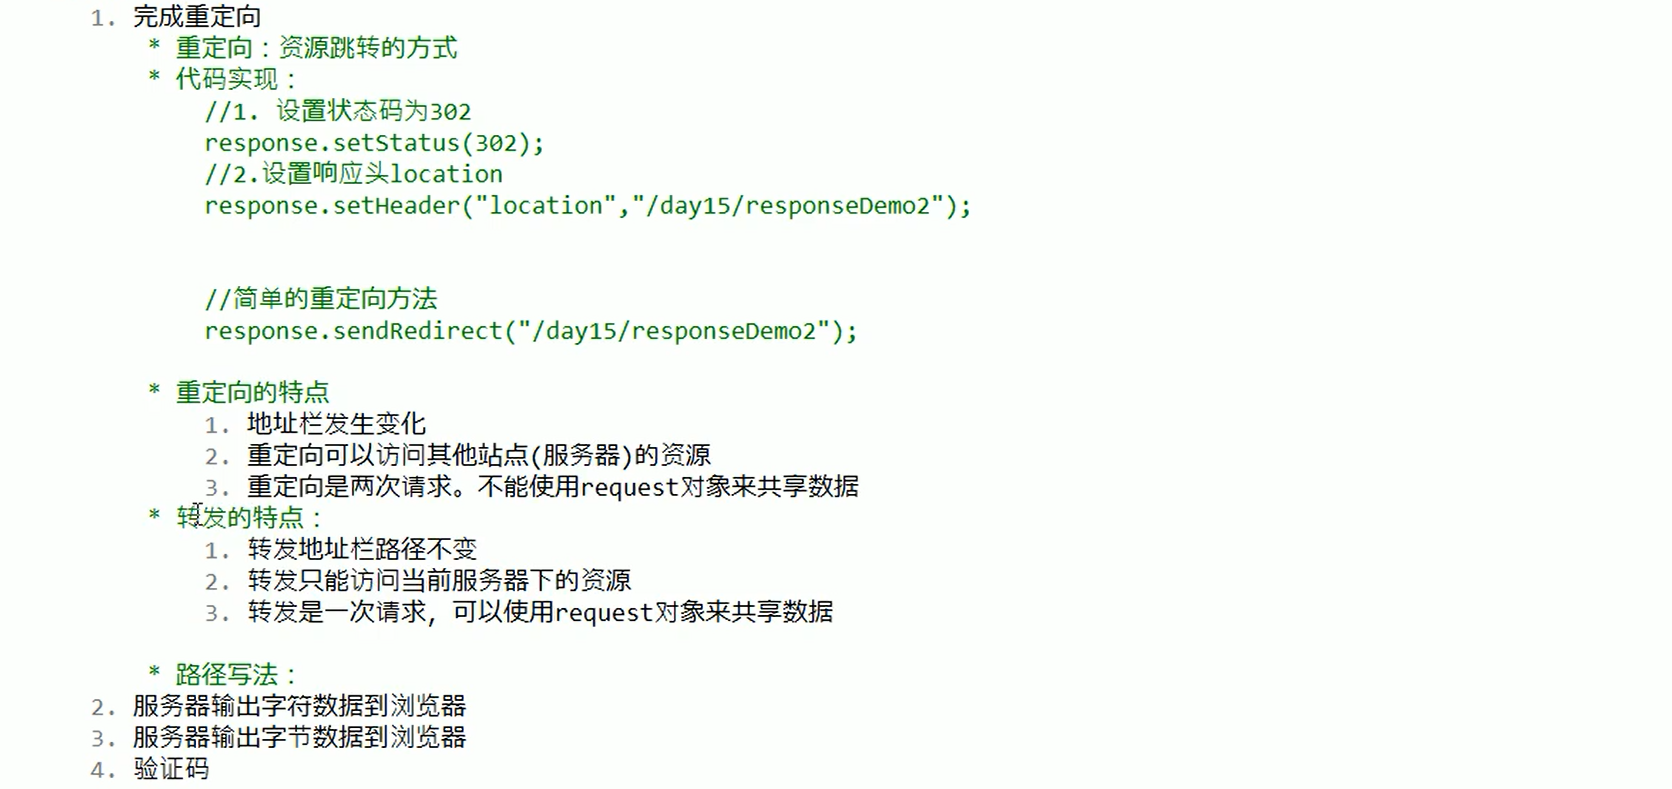 1. 完成重定向
* 重定向：资源跳转的方式
* 代码实现：
//1. 设置状态码为302
response.setStatus(302);
//2.设置响应头location
response.setHeader("location","/day15/responseDemo2");
//简单的重定向方法
response.sendRedirect("/day15/responseDemo2");
* 重定向的特点
1. 地址栏发生变化
2. 重定向可以访问其他站点(服务器)的资源
3. 重定向是两次请求。不能使用request对象来共享数据
* 转发的特点：
1. 转发地址栏路径不变
2. 转发只能访问当前服务器下的资源
3. 转发是一次请求，可以使用request对象来共享数据
* 路径写法：
2. 服务器输出字符数据到浏览器
3. 服务器输出字节数据到浏览器
4. 验证码